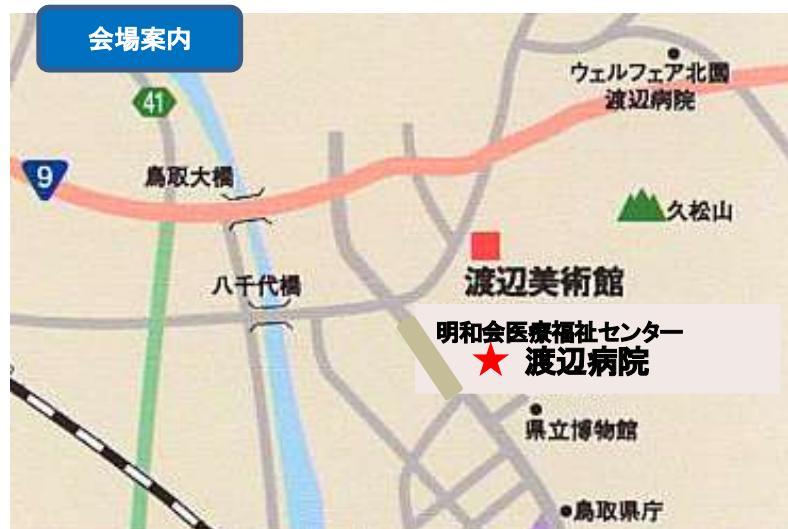 会場案内
ウェルフェア北園
渡辺病院
41
9
鳥取大橋
久松山
渡辺美術館
八千代橋
明和会医療福祉センター
★ 渡辺病院
県立博物館
鳥取県庁